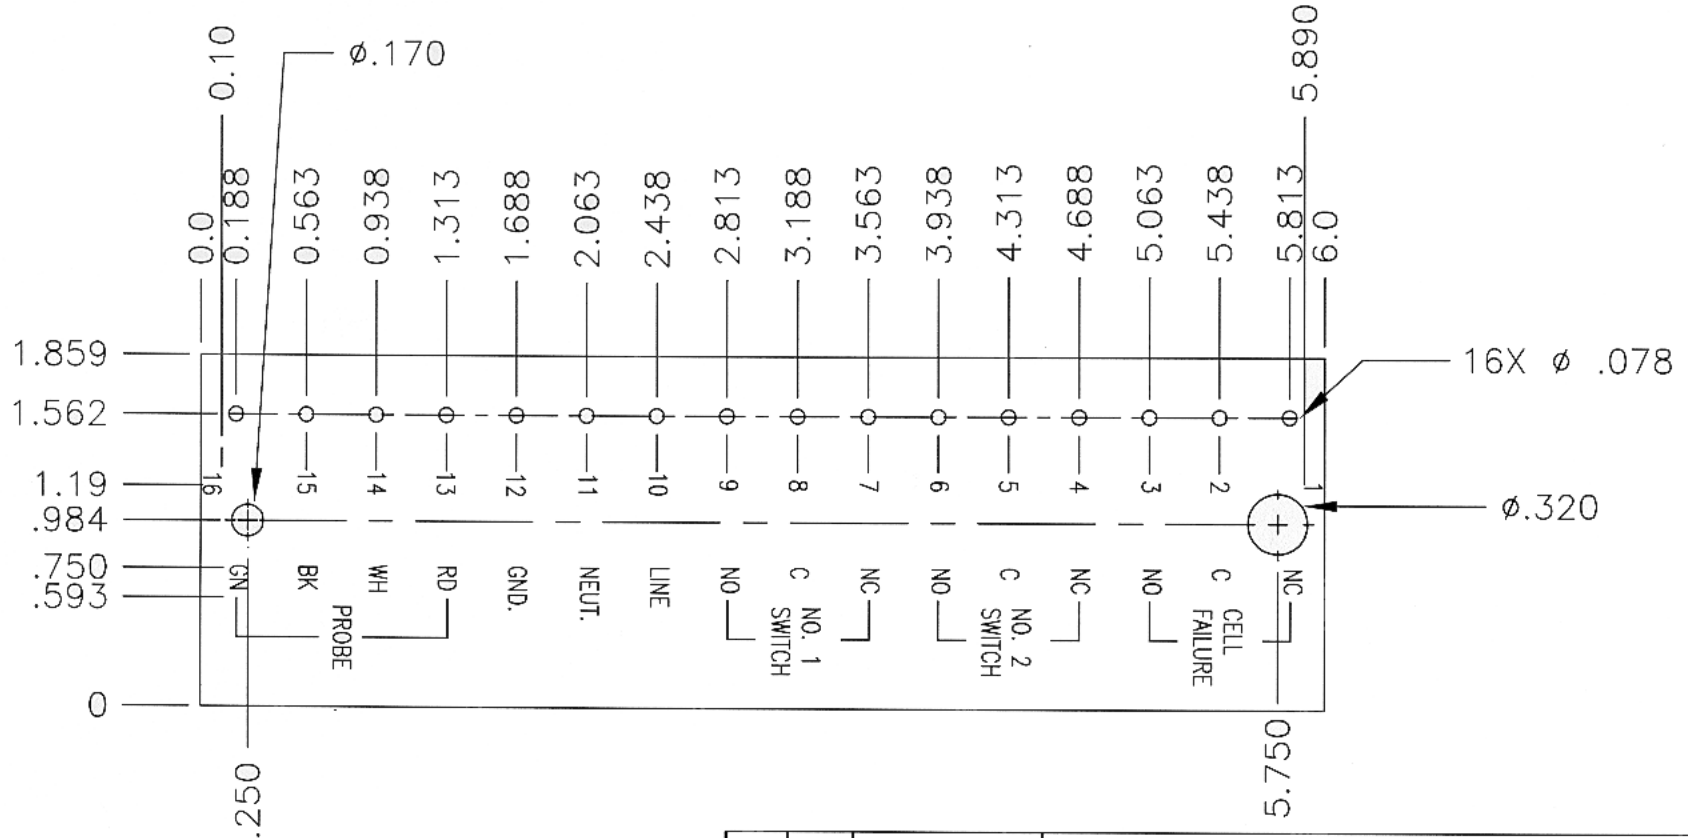 0.10
Ø.170
5.890
0.0
0.188
0.563
0.938
1.313
1.688
2.063
2.438
2.813
3.188
3.563
3.938
4.313
4.688
5.063
5.438
5.813
6.0
1.859
1.562
1.19
.984
.750
.593
0
16X Ø .078
Ø.320
16
15
14
13
12
11
10
9
8
7
6
5
4
3
2
1
GN
BK
WH
RD
GND.
NEUT.
LINE
NO
C
NC
NO
C
NC
NO
C
NC
PROBE
NO. 1
SWITCH
NO. 2
SWITCH
CELL
FAILURE
.250
5.750